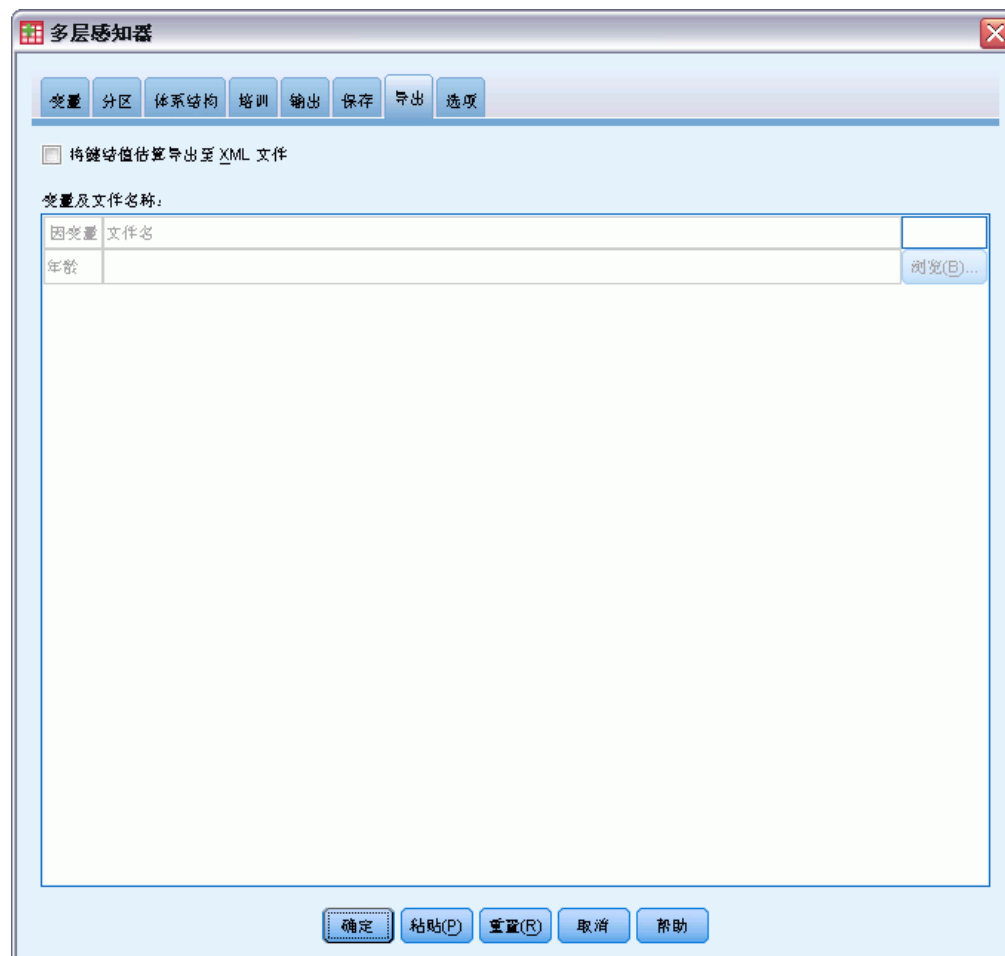 多层感知器
变量 分区 体系结构 培训 输出 保存 导出 选项
将键结值估算导出至 XML 文件
变量及文件名称：
因变量 文件名
年龄 浏览(B)...
确定 粘贴(P) 重置(R) 取消 帮助